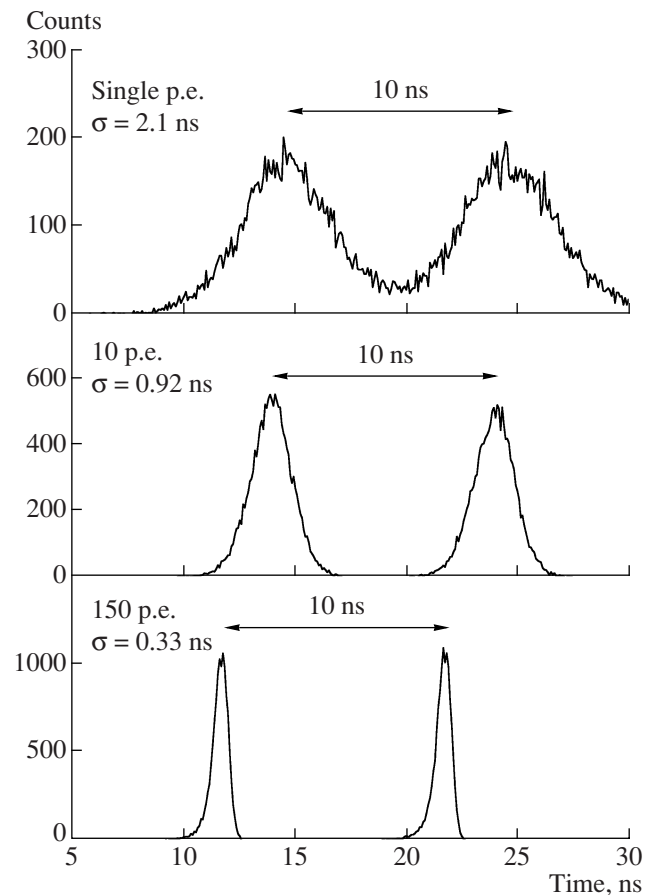 Counts
300
Single p.e.
σ = 2.1 ns
10 ns
200
100
0
10 p.e.
σ = 0.92 ns
10 ns
600
400
200
0
150 p.e.
σ = 0.33 ns
10 ns
1000
500
0
5 10 15 20 25 30
Time, ns